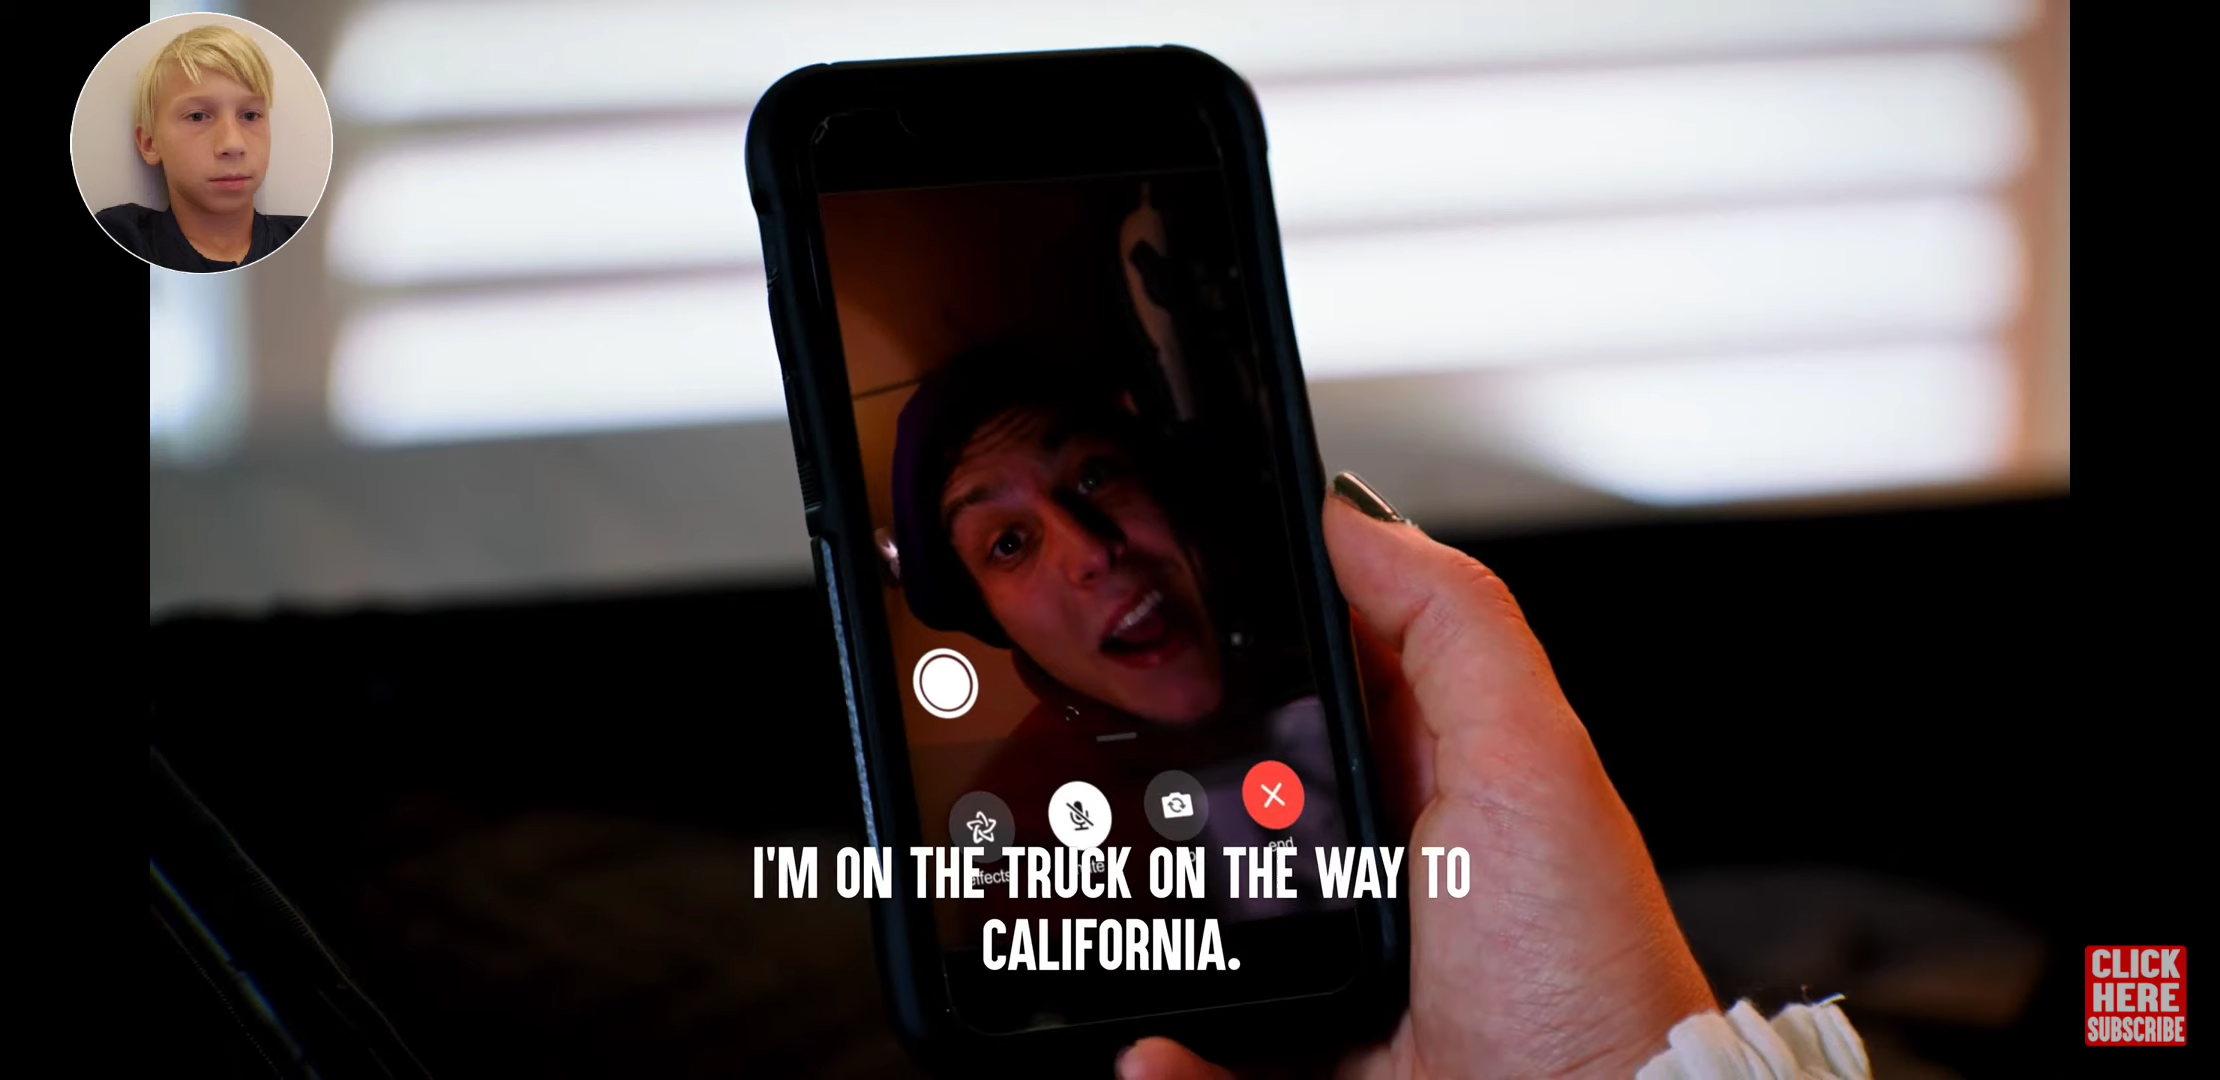 effects
end
I'M ON THE TRUCK ON THE WAY TO
CALIFORNIA.
CLICK
HERE
SUBSCRIBE